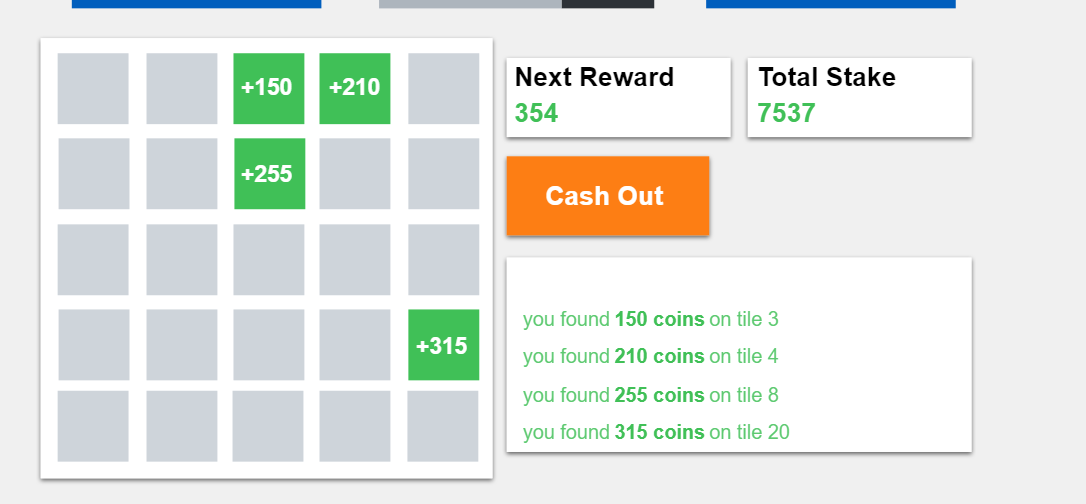 +150 +210
+255
+315
Next Reward
354
Total Stake
7537
Cash Out
you found 150 coins on tile 3
you found 210 coins on tile 4
you found 255 coins on tile 8
you found 315 coins on tile 20